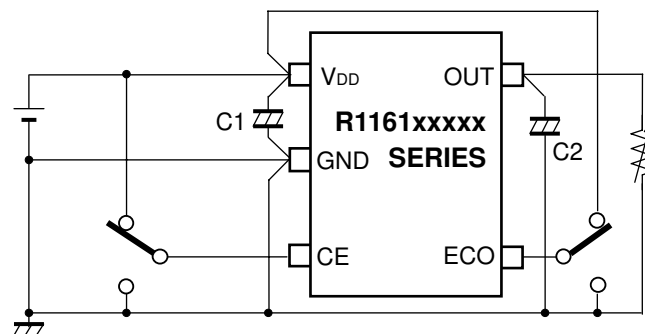 VDD
OUT
C1
R1161xxxxx
SERIES
GND
C2
CE
ECO